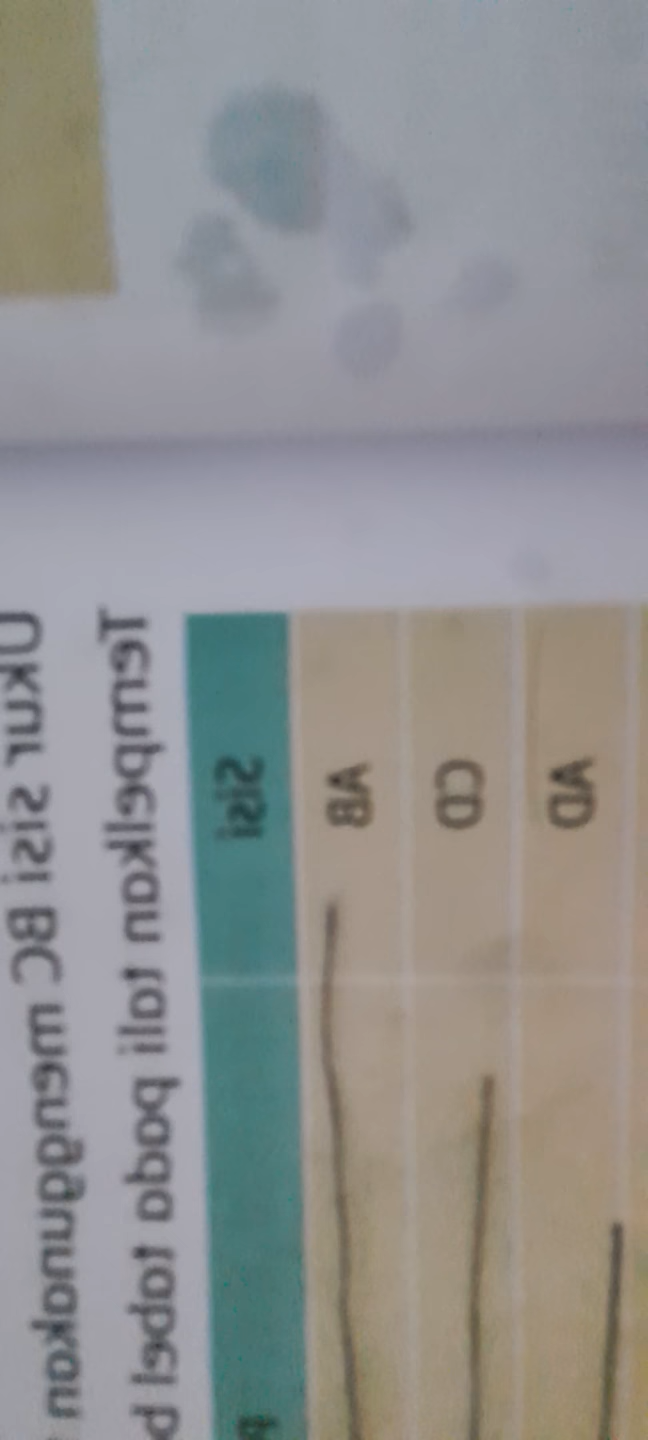 Ukur sisi BC menggunakan
Tempelkan tali pada tabel
Sisi
AB
CD
AD